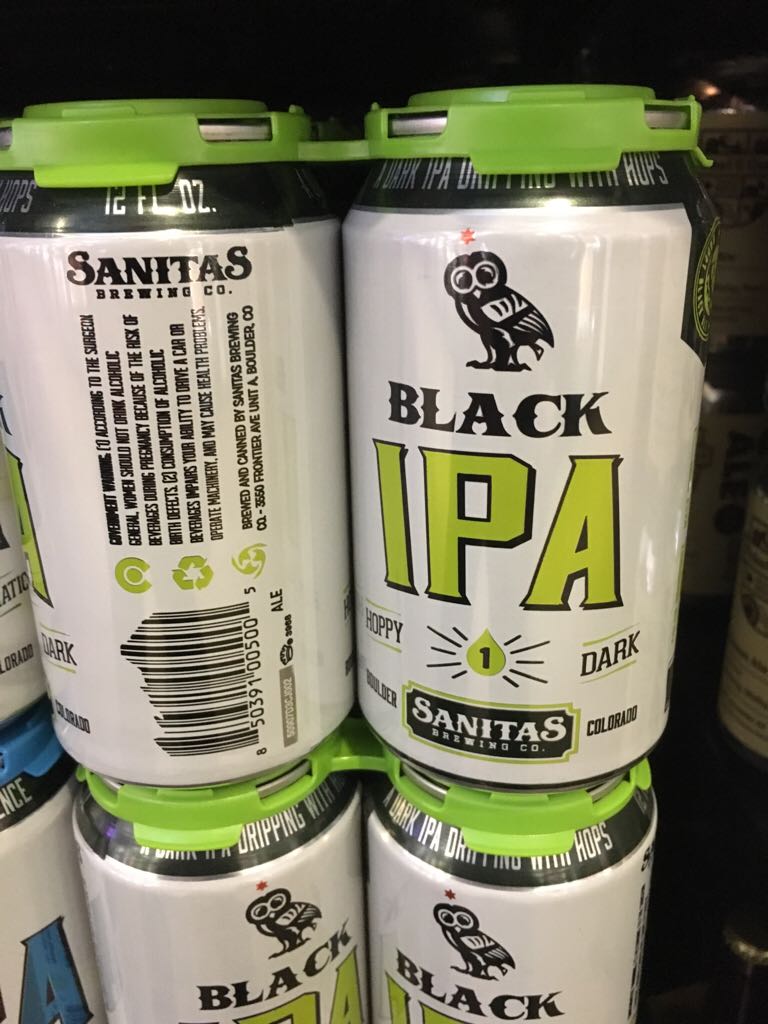 HOPS
12 FL OZ.
SANITAS
BREWING CO.
GOVERNMENT WARNING: (1) ACCORDING TO THE SURGEON
GENERAL, WOMEN SHOULD NOT DRINK ALCOHOLIC
BEVERAGES DURING PREGNANCY BECAUSE OF THE RISK OF
BIRTH DEFECTS. (2) CONSUMPTION OF ALCOHOLIC
BEVERAGES IMPAIRS YOUR ABILITY TO DRIVE A CAR OR
OPERATE MACHINERY, AND MAY CAUSE HEALTH PROBLEMS.
BREWED AND CANNED BY SANITAS BREWING
CO. - 3550 FRONTIER AVE UNIT A, BOULDER, CO
8 50391 00500 5
ALE
DARK
COLORADO
A DARK IPA DRIPPING WITH HOPS
BLACK
IPA
HOPPY
1
DARK
BOULDER
SANITAS
BREWING CO.
COLORADO
A DARK IPA DRIPPING WITH
BLACK
A DARK IPA DRIPPING WITH HOPS
BLACK
ALE